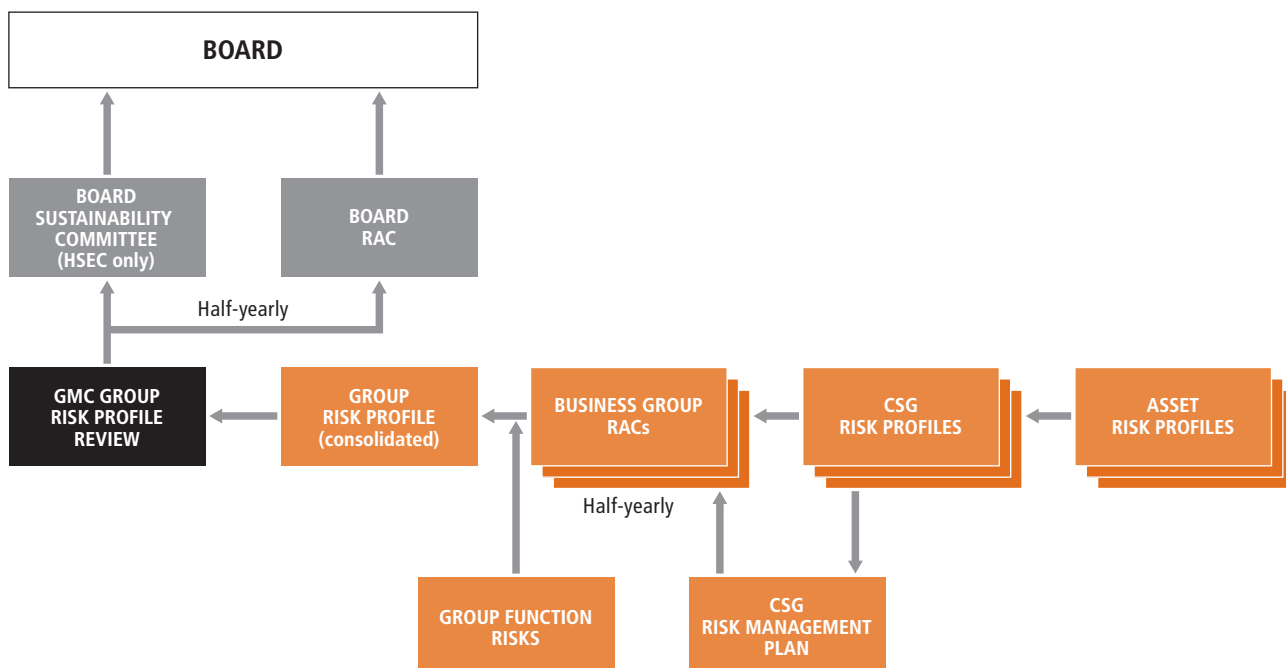 BOARD
BOARD
SUSTAINABILITY
COMMITTEE
(HSEC only)
BOARD
RAC
Half-yearly
GMC GROUP
RISK PROFILE
REVIEW
GROUP
RISK PROFILE
(consolidated)
BUSINESS GROUP
RACs
CSG
RISK PROFILES
ASSET
RISK PROFILES
Half-yearly
GROUP FUNCTION
RISKS
CSG
RISK MANAGEMENT
PLAN